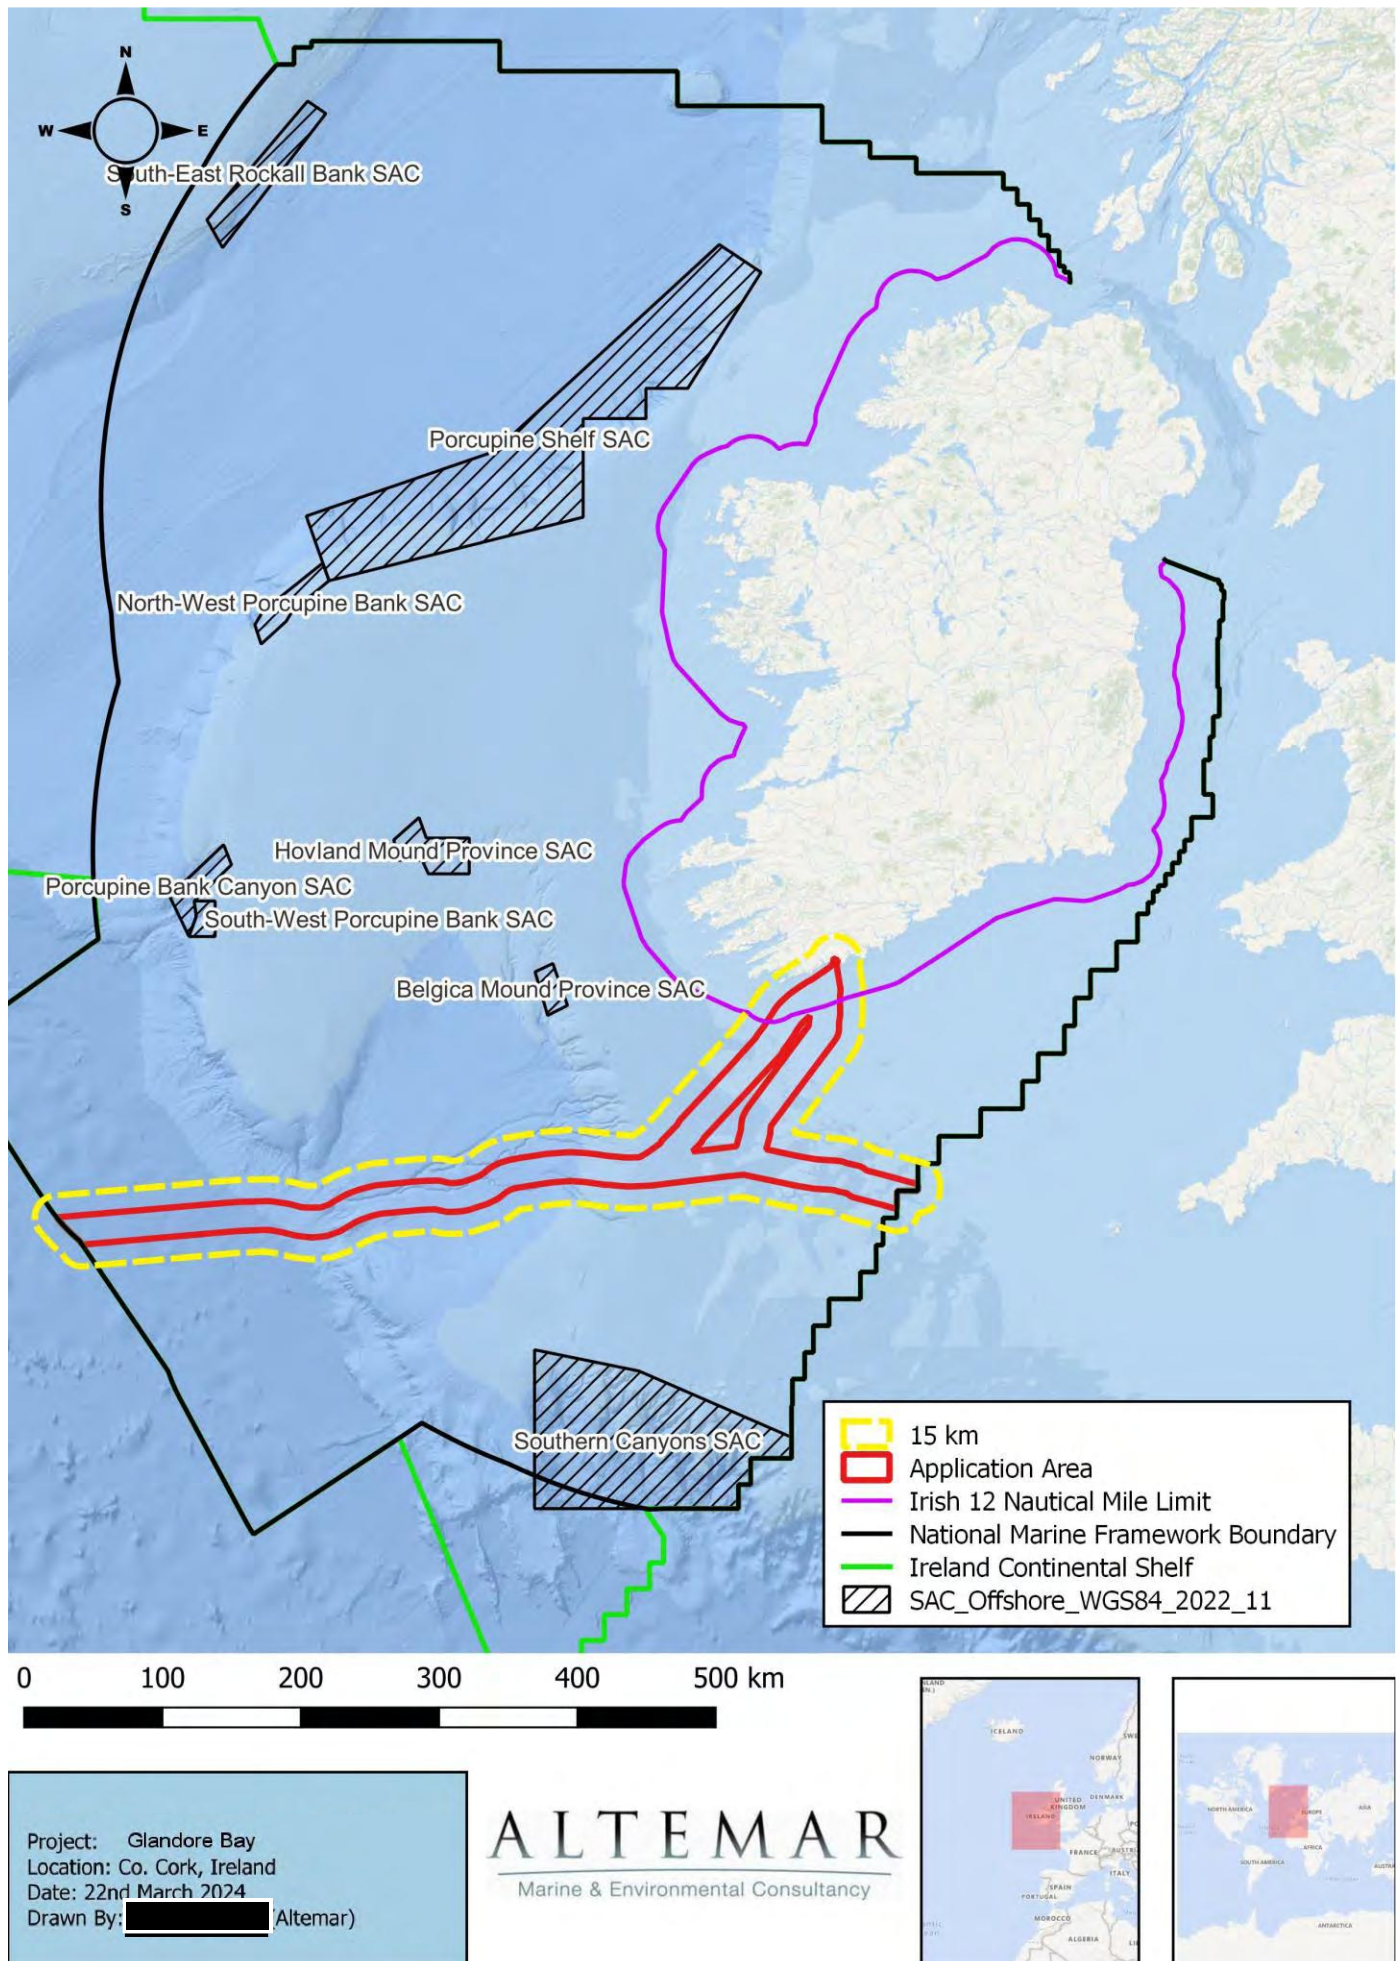 N
W
E
S
South-East Rockall Bank SAC
Porcupine Shelf SAC
North-West Porcupine Bank SAC
Hovland Mound Province SAC
Porcupine Bank Canyon SAC
South-West Porcupine Bank SAC
Belgica Mound Province SAC
Southern Canyons SAC
15 km
Application Area
Irish 12 Nautical Mile Limit
National Marine Framework Boundary
Ireland Continental Shelf
SAC_Offshore_WGS84_2022_11
0 100 200 300 400 500 km
Project: Glandore Bay
Location: Co. Cork, Ireland
Date: 22nd March 2024
Drawn By: (Altemar)
ALTEMAR
Marine & Environmental Consultancy
ICELAND
NORWAY
UNITED
KINGDOM
DENMARK
IRELAND
FRANCE
ITALY
SPAIN
PORTUGAL
MOROCCO
ALGERIA
NORTH AMERICA
EUROPE
ASIA
AFRICA
SOUTH AMERICA
ANTARCTICA